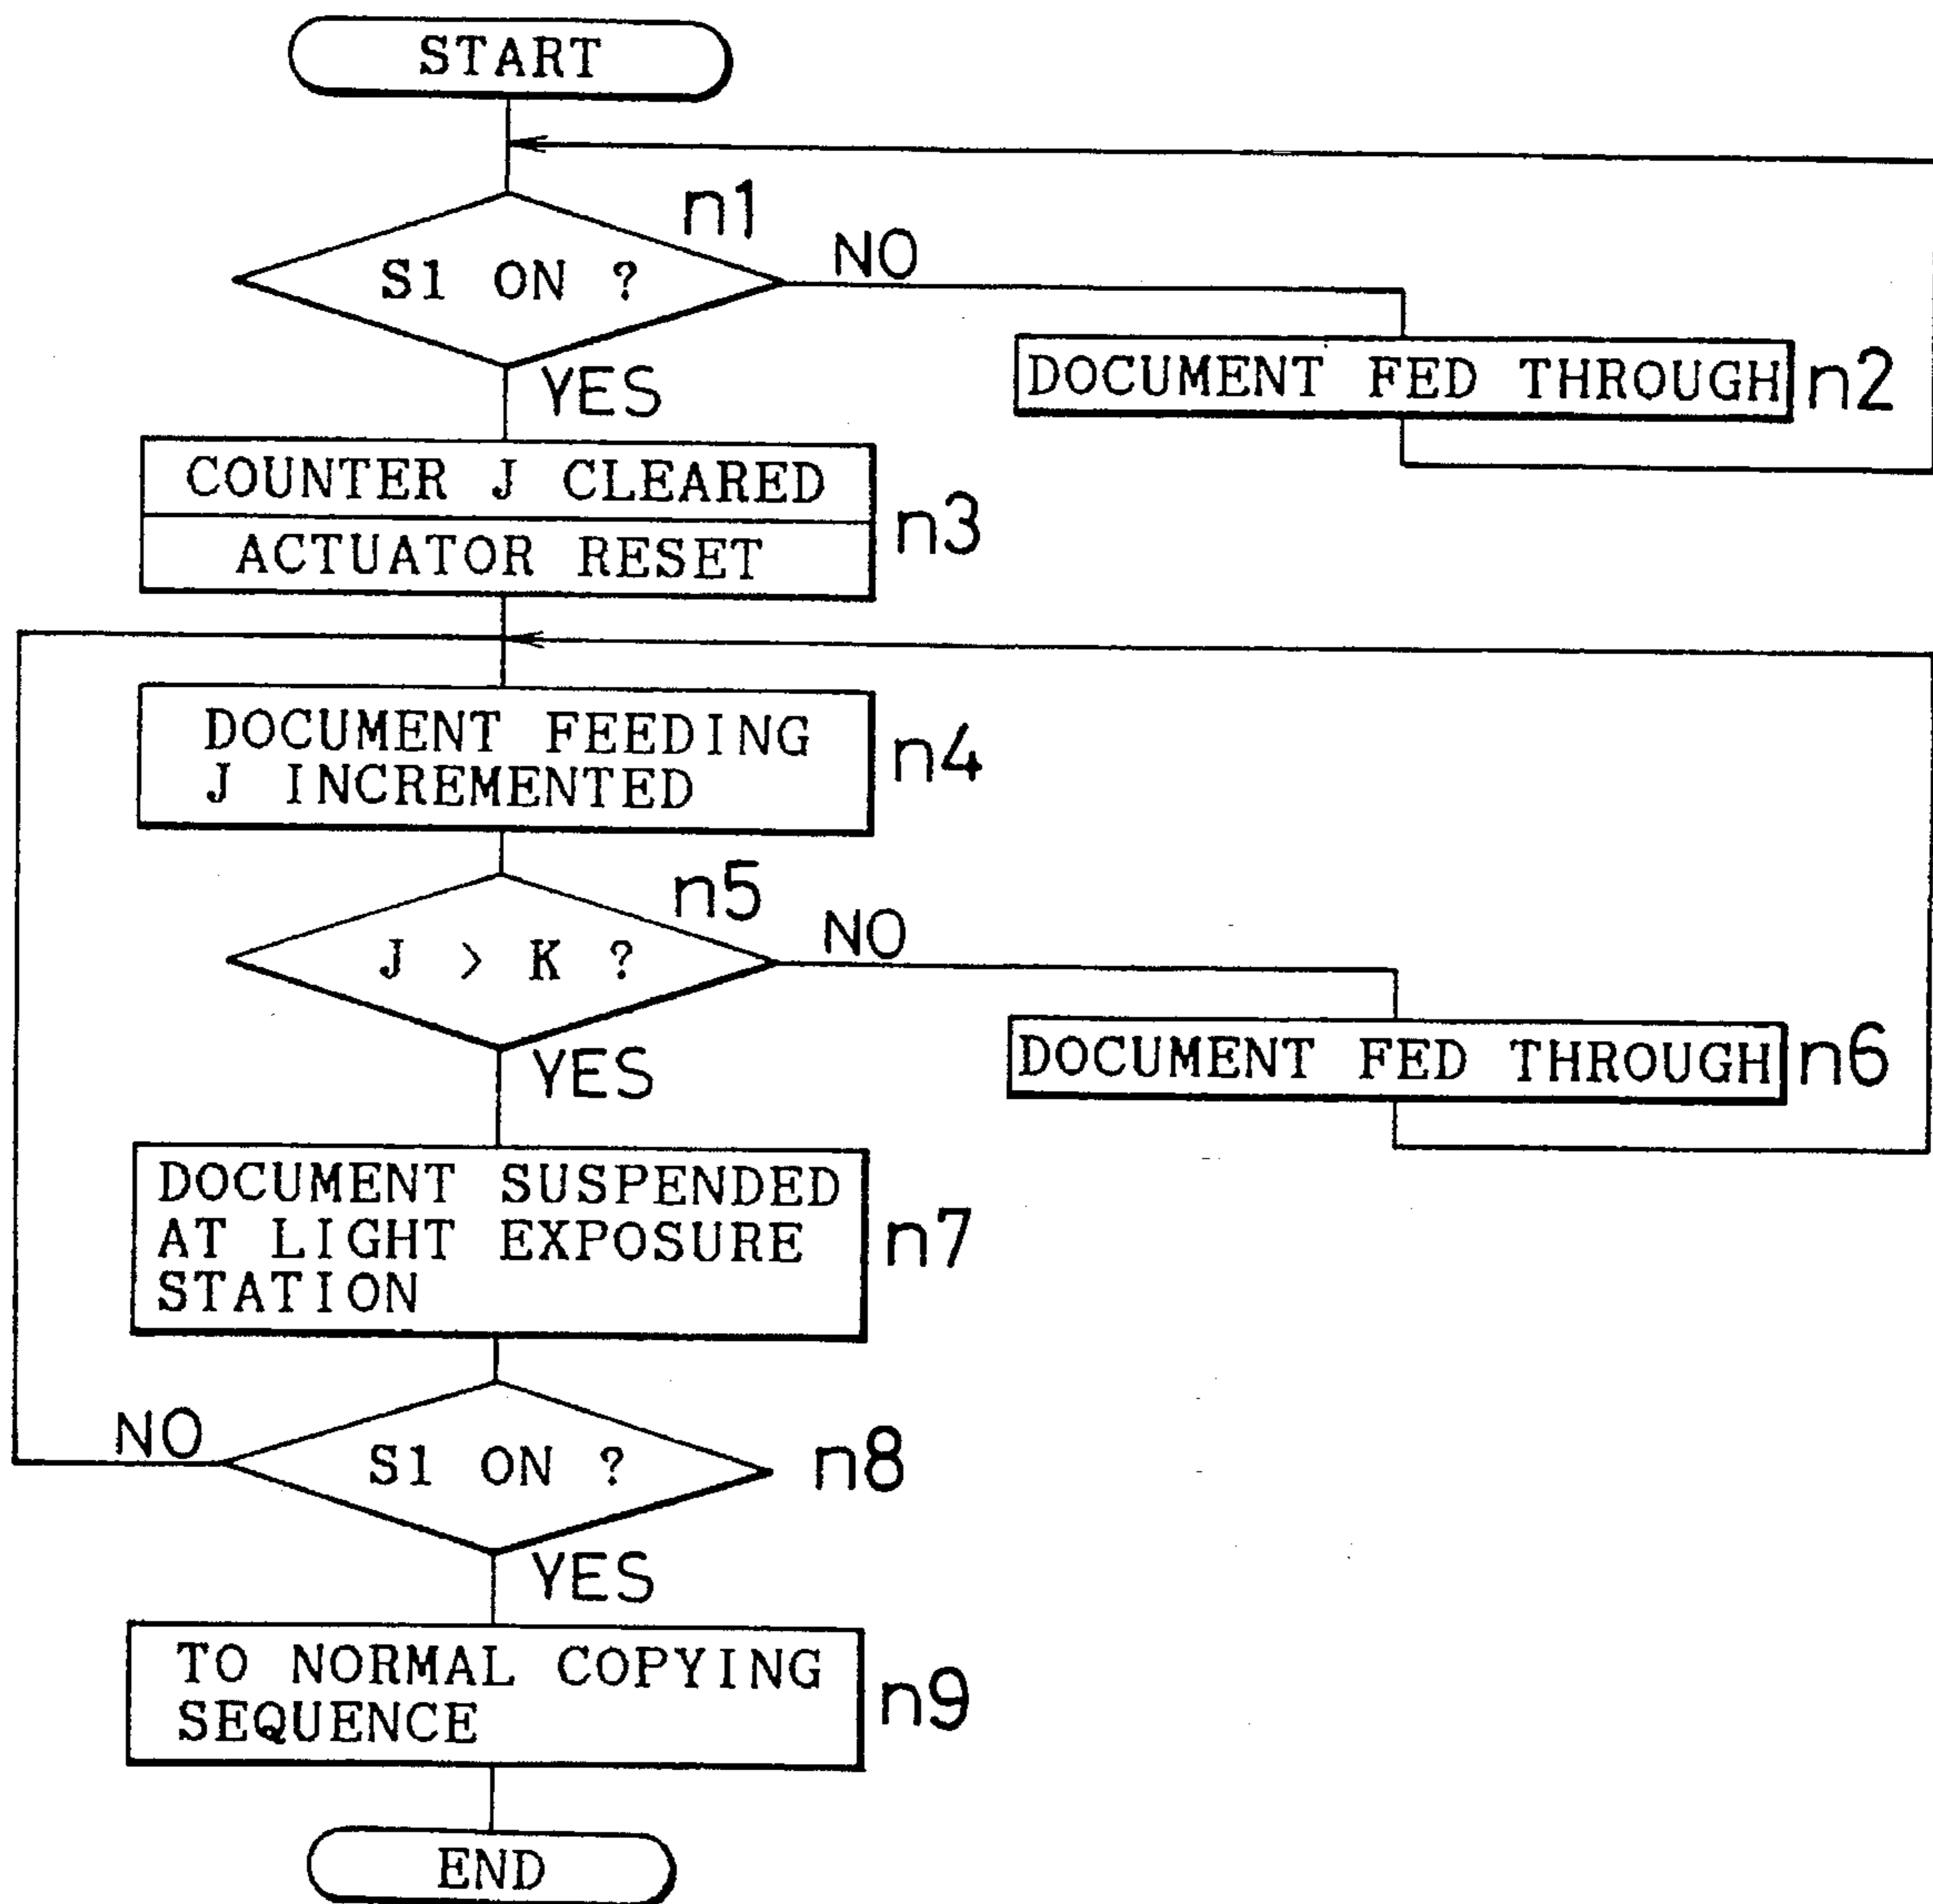 START
n1
S1 ON ?
NO
DOCUMENT FED THROUGH
n2
YES
COUNTER J CLEARED
ACTUATOR RESET
n3
DOCUMENT FEEDING
J INCREMENTED
n4
n5
J > K ?
NO
DOCUMENT FED THROUGH
n6
YES
DOCUMENT SUSPENDED
AT LIGHT EXPOSURE
STATION
n7
NO
S1 ON ?
n8
YES
TO NORMAL COPYING
SEQUENCE
n9
END